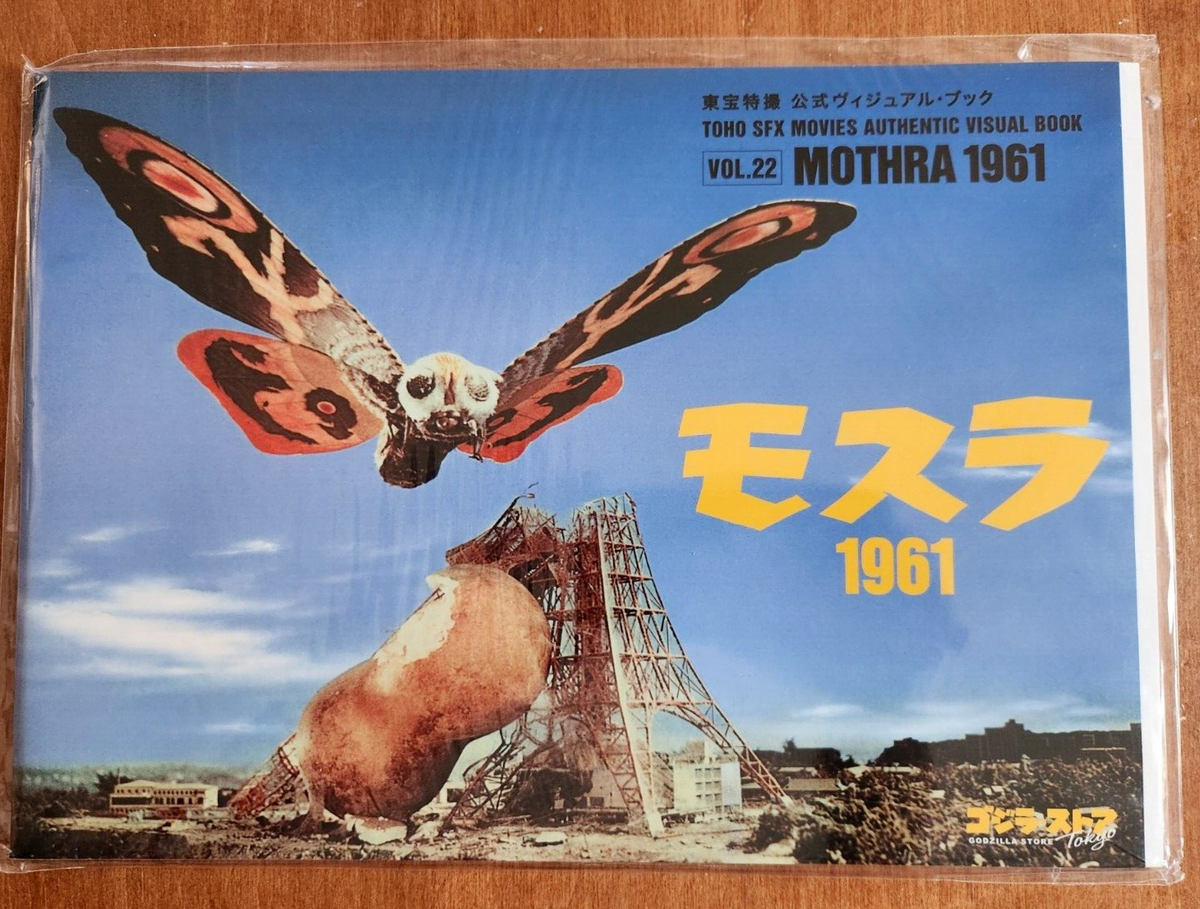 東宝特撮 公式ヴィジュアル・ブック
TOHO SFX MOVIES AUTHENTIC VISUAL BOOK
VOL.22 MOTHRA 1961
モスラ
1961
ゴジラ・ストア
GODZILLA STORE Tokyo